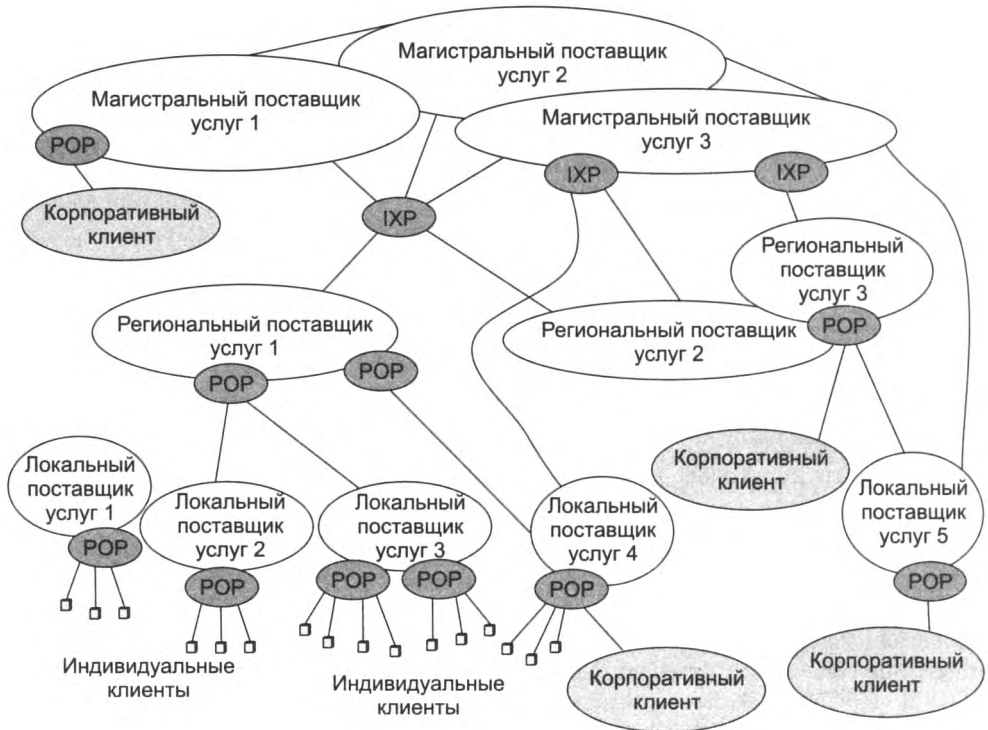 Магистральный поставщик
услуг 2
Магистральный поставщик
услуг 1
Магистральный поставщик
услуг 3
POP
IXP
IXP
Корпоративный
клиент
IXP
Региональный
поставщик
услуг 3
POP
Региональный поставщик
услуг 1
Региональный поставщик
услуг 2
POP
POP
Локальный
поставщик
услуг 1
Корпоративный
клиент
Локальный
поставщик
услуг 2
Локальный
поставщик
услуг 3
Локальный
поставщик
услуг 4
Локальный
поставщик
услуг 5
POP
POP
POP
POP
POP
POP
Индивидуальные
клиенты
Индивидуальные
клиенты
Корпоративный
клиент
Корпоративный
клиент